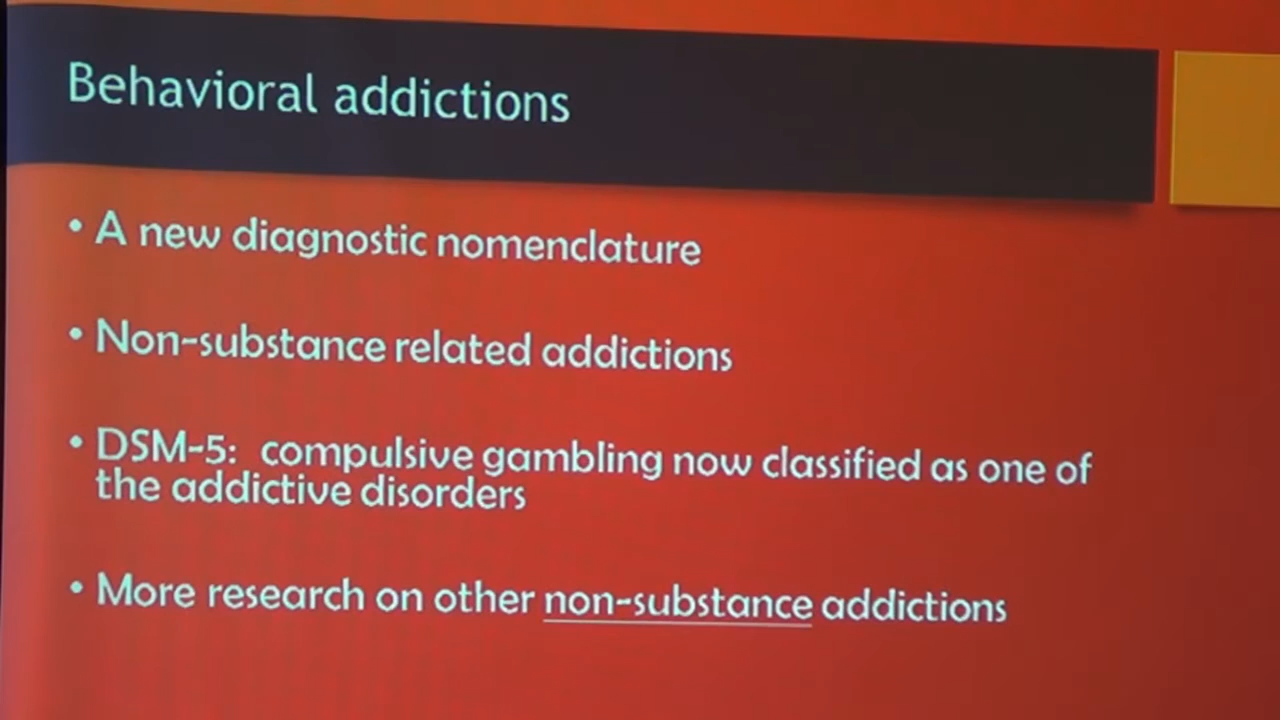 Behavioral addictions
• A new diagnostic nomenclature
• Non-substance related addictions
• DSM-5: compulsive gambling now classified as one of
the addictive disorders
• More research on other non-substance addictions